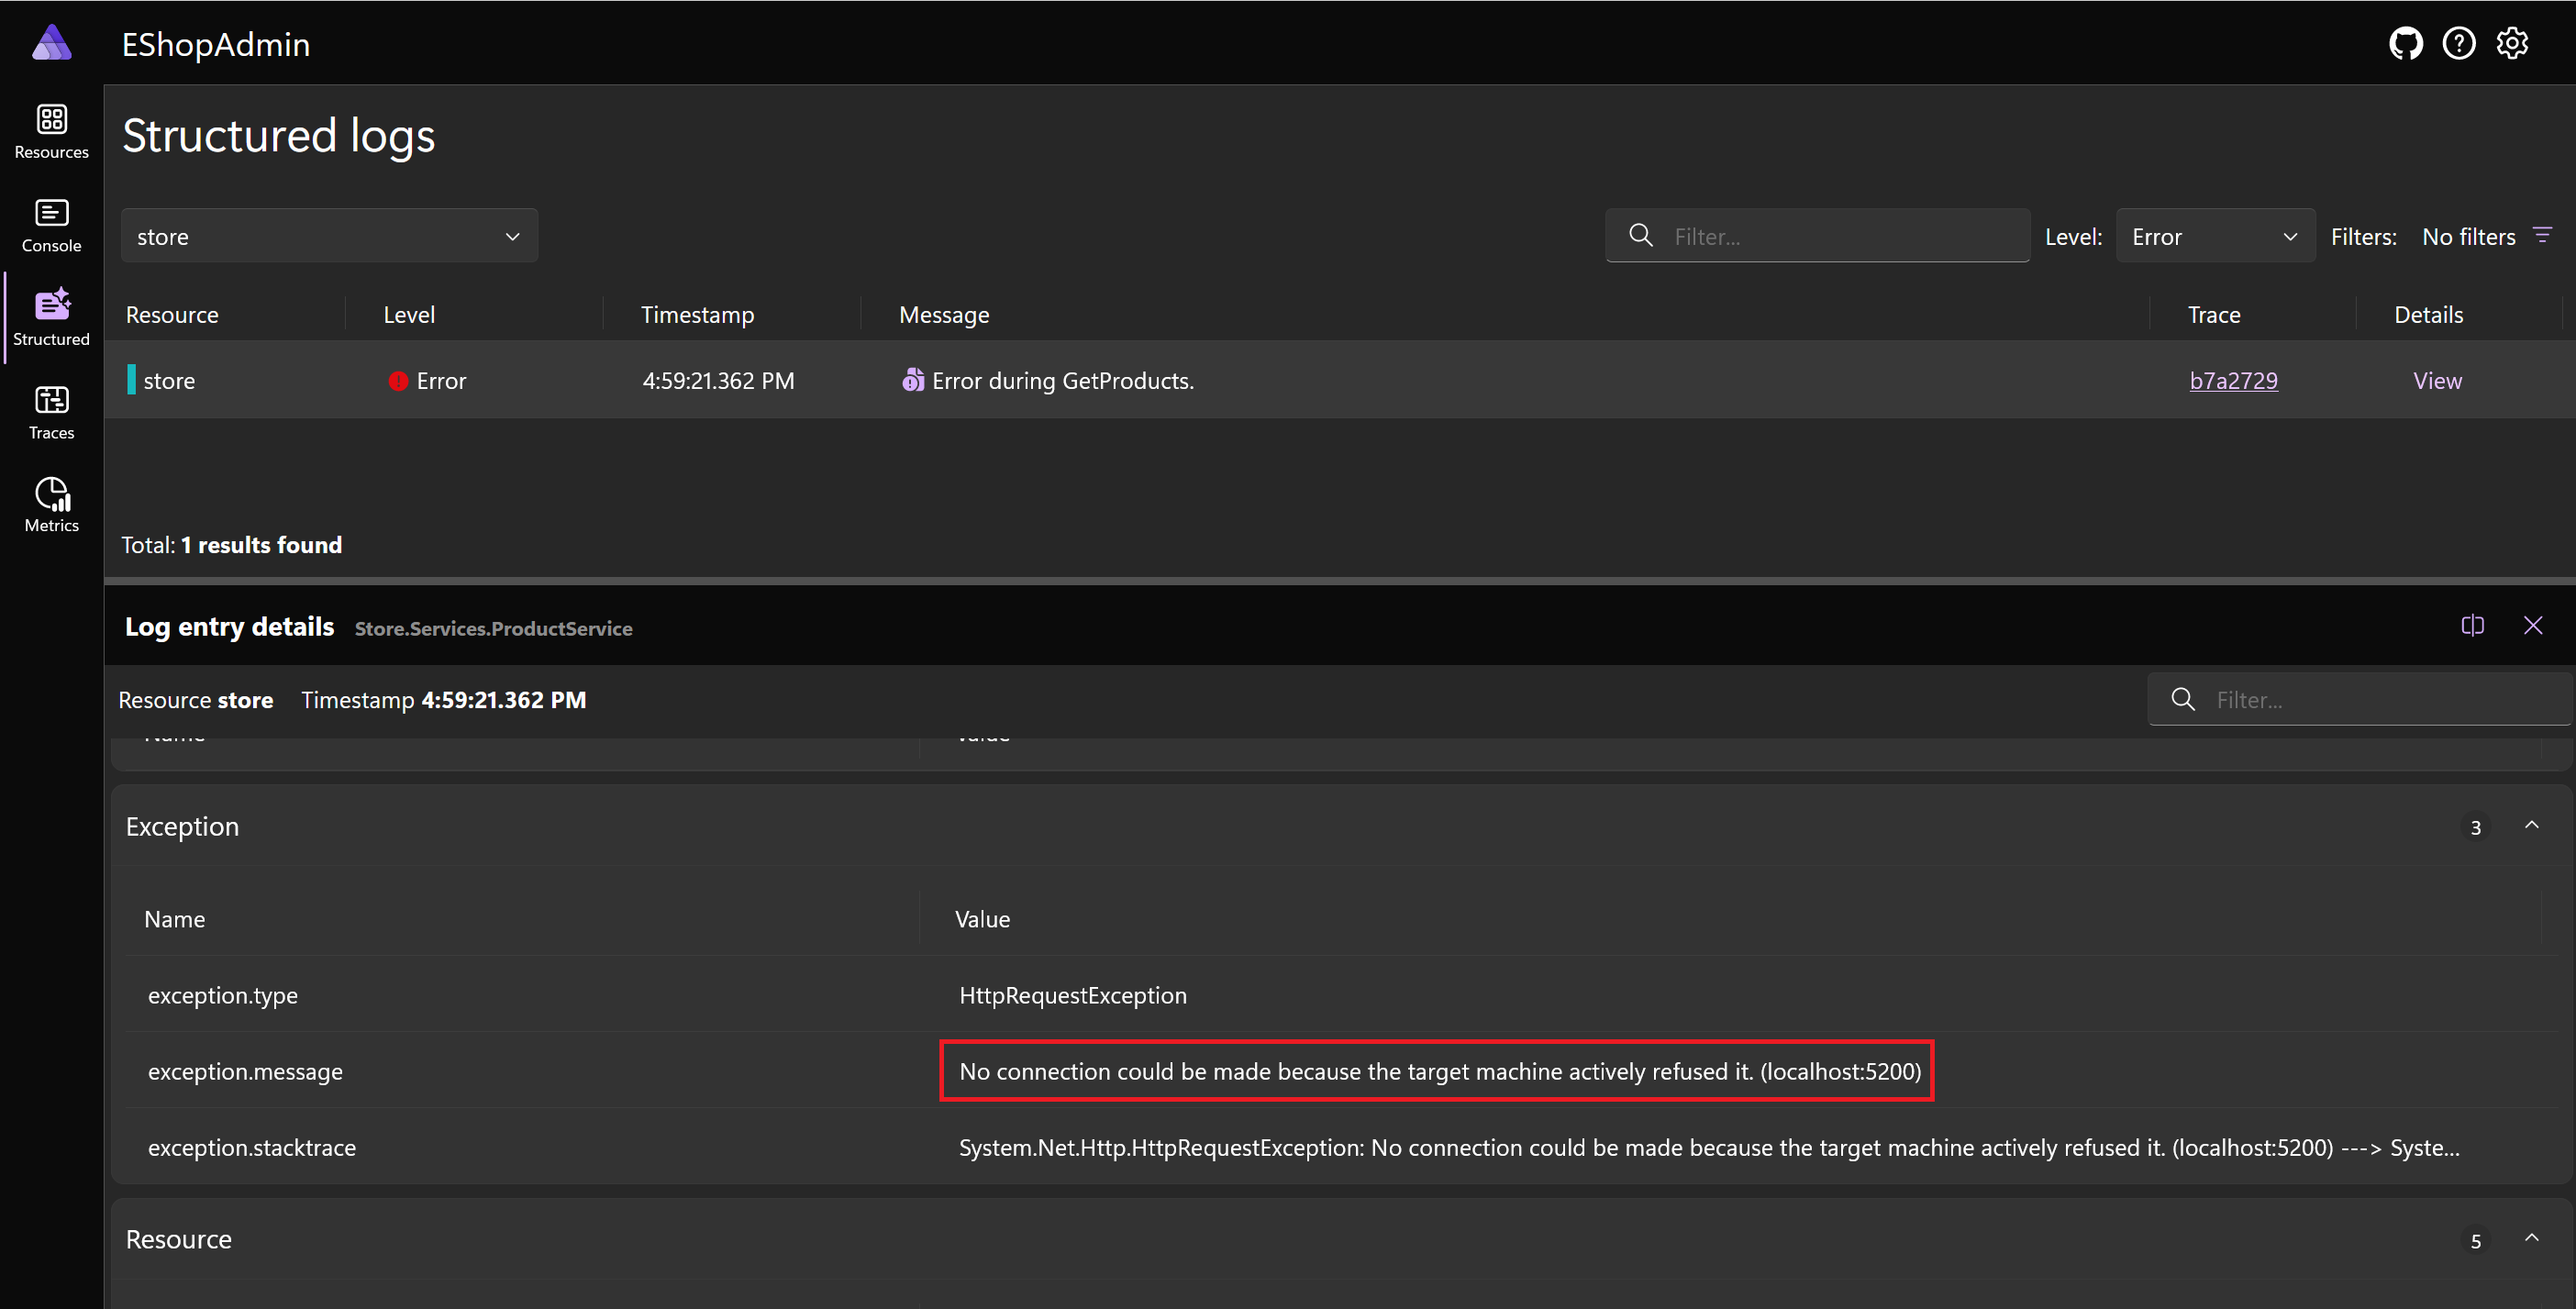 EShopAdmin
Resources
Console
Structured
Traces
Metrics
Structured logs
store
Filter...
Level:
Error
Filters:
No filters
Resource Level Timestamp Message Trace Details
store Error 4:59:21.362 PM Error during GetProducts. b7a2729 View
Total: 1 results found
Log entry details Store.Services.ProductService
Resource store Timestamp 4:59:21.362 PM
Filter...
Name Value
Exception 3
Name Value
exception.type HttpRequestException
exception.message No connection could be made because the target machine actively refused it. (localhost:5200)
exception.stacktrace System.Net.Http.HttpRequestException: No connection could be made because the target machine actively refused it. (localhost:5200) ---> Syste...
Resource 5